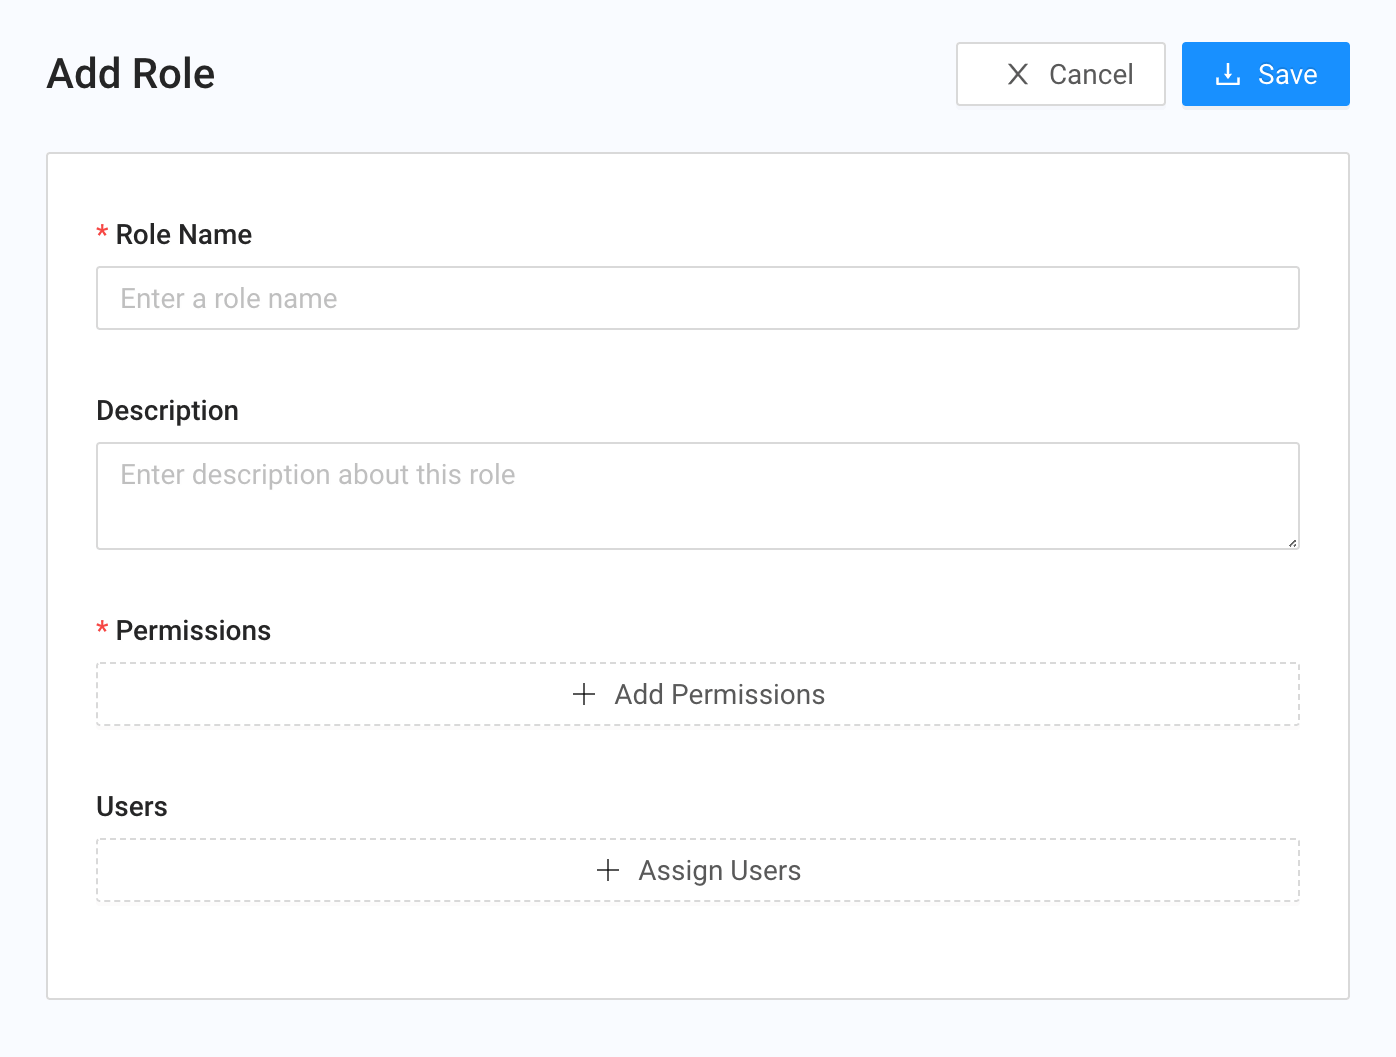 Add Role
Cancel
Save
* Role Name
Enter a role name
Description
Enter description about this role
* Permissions
Add Permissions
Users
Assign Users